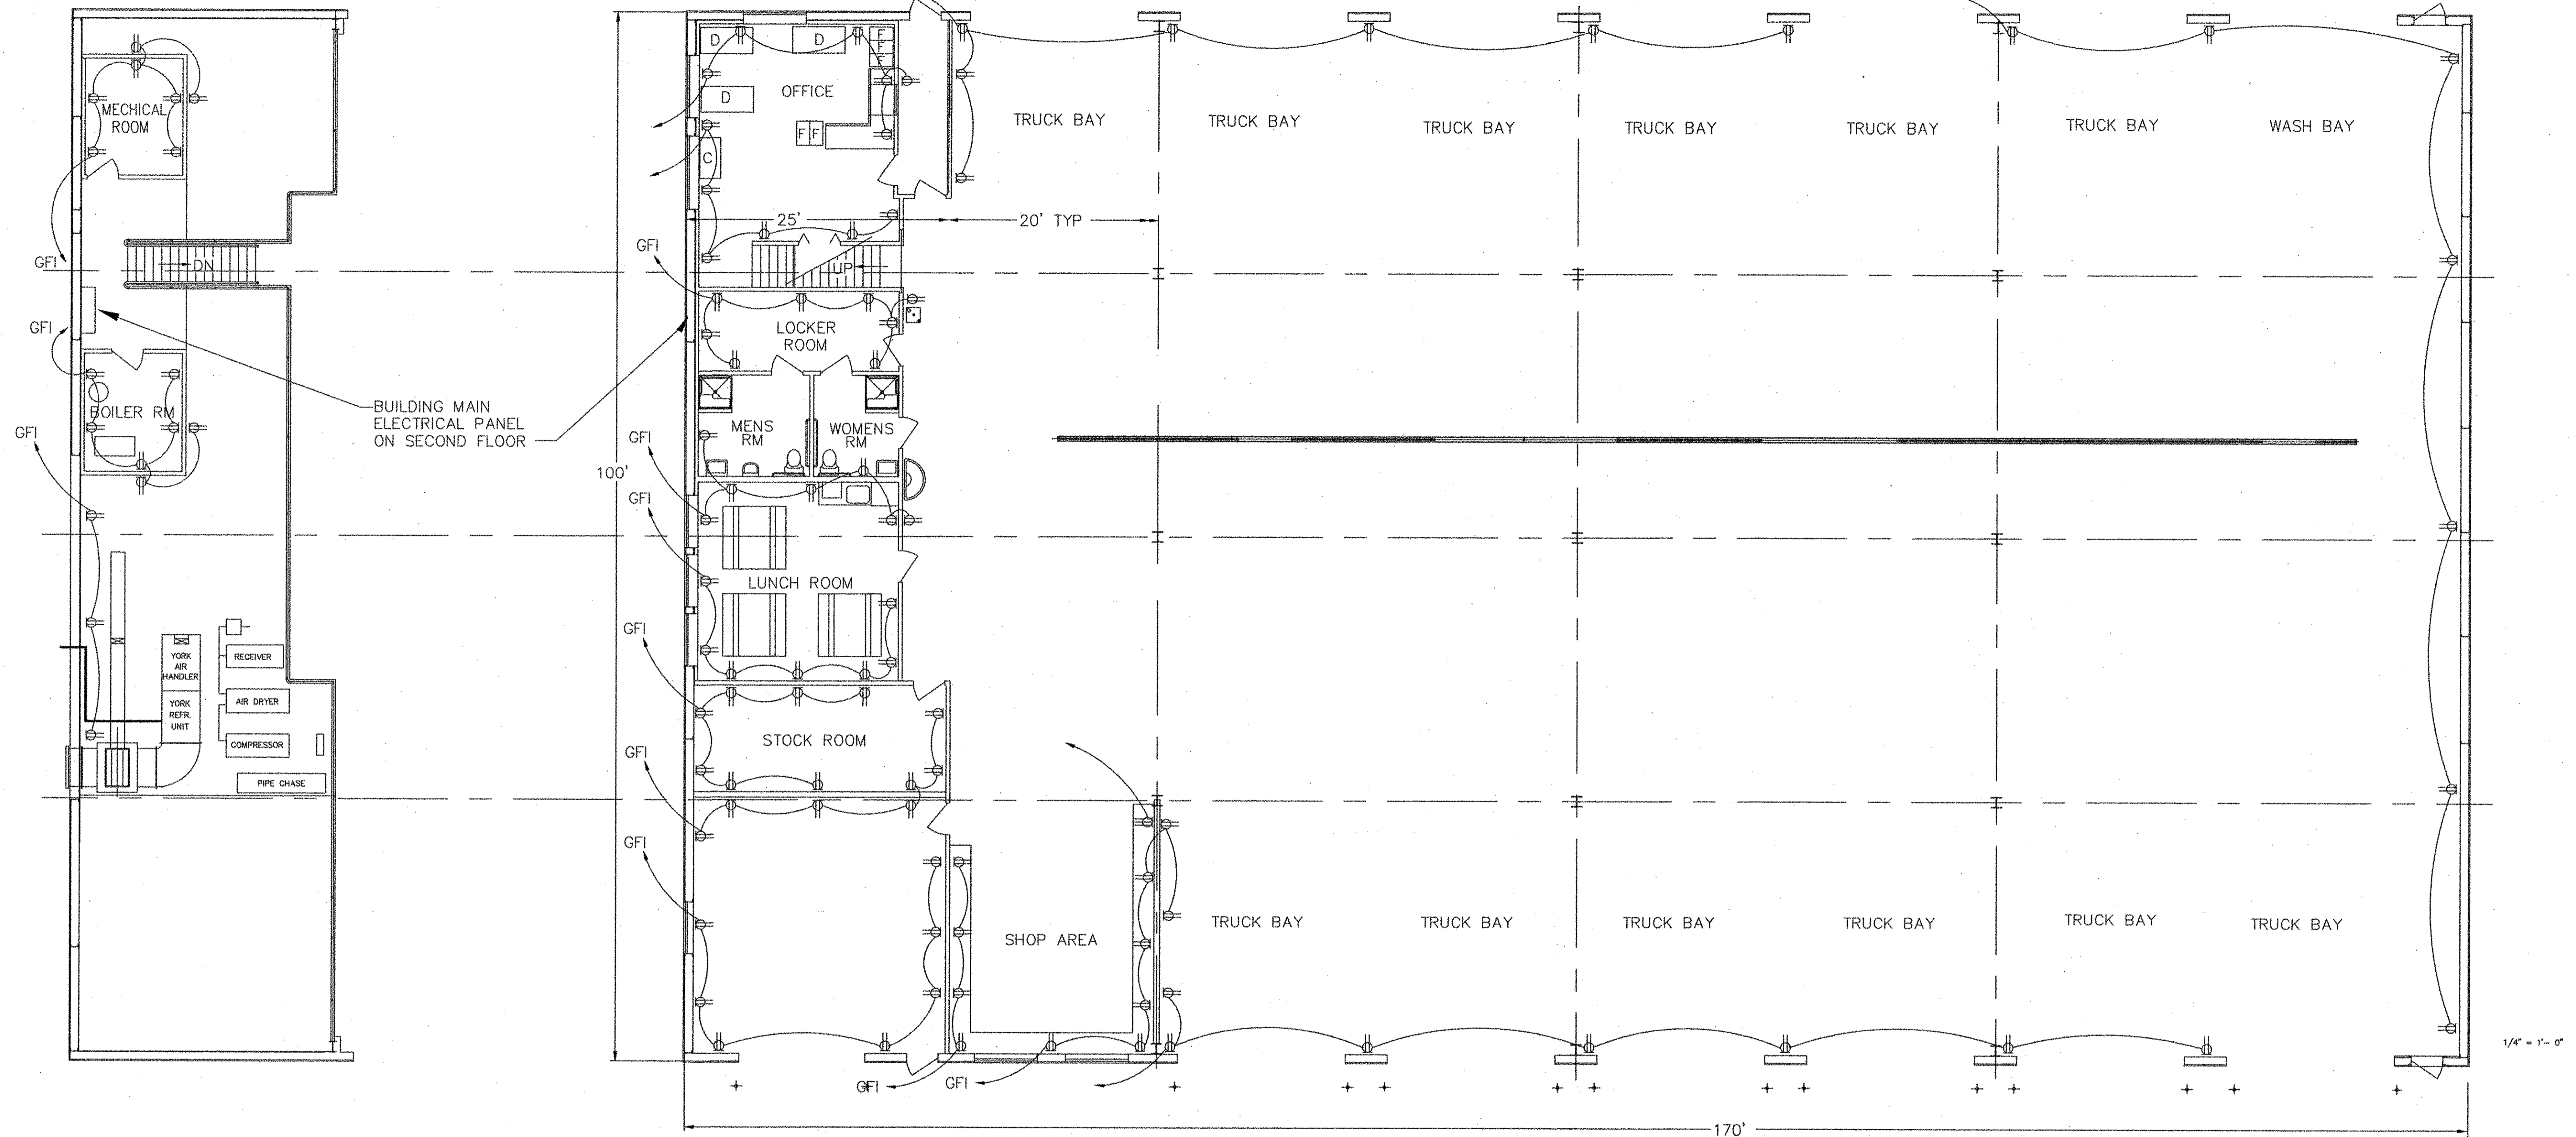 MECHICAL
ROOM
GFI
DN
GFI
BOILER RM
GFI
BUILDING MAIN
ELECTRICAL PANEL
ON SECOND FLOOR
YORK
AIR
HANDLER
YORK
REFR.
UNIT
RECEIVER
AIR DRYER
COMPRESSOR
PIPE CHASE
100'
D
D
F
F
F
D
OFFICE
F F
C
25'
20' TYP
GFI
UP
LOCKER
ROOM
MENS
RM
WOMENS
RM
GFI
GFI
LUNCH ROOM
GFI
STOCK ROOM
GFI
GFI
SHOP AREA
GFI
GFI
TRUCK BAY
TRUCK BAY
TRUCK BAY
TRUCK BAY
TRUCK BAY
TRUCK BAY
WASH BAY
TRUCK BAY
TRUCK BAY
TRUCK BAY
TRUCK BAY
TRUCK BAY
TRUCK BAY
1/4" = 1'- 0"
170'